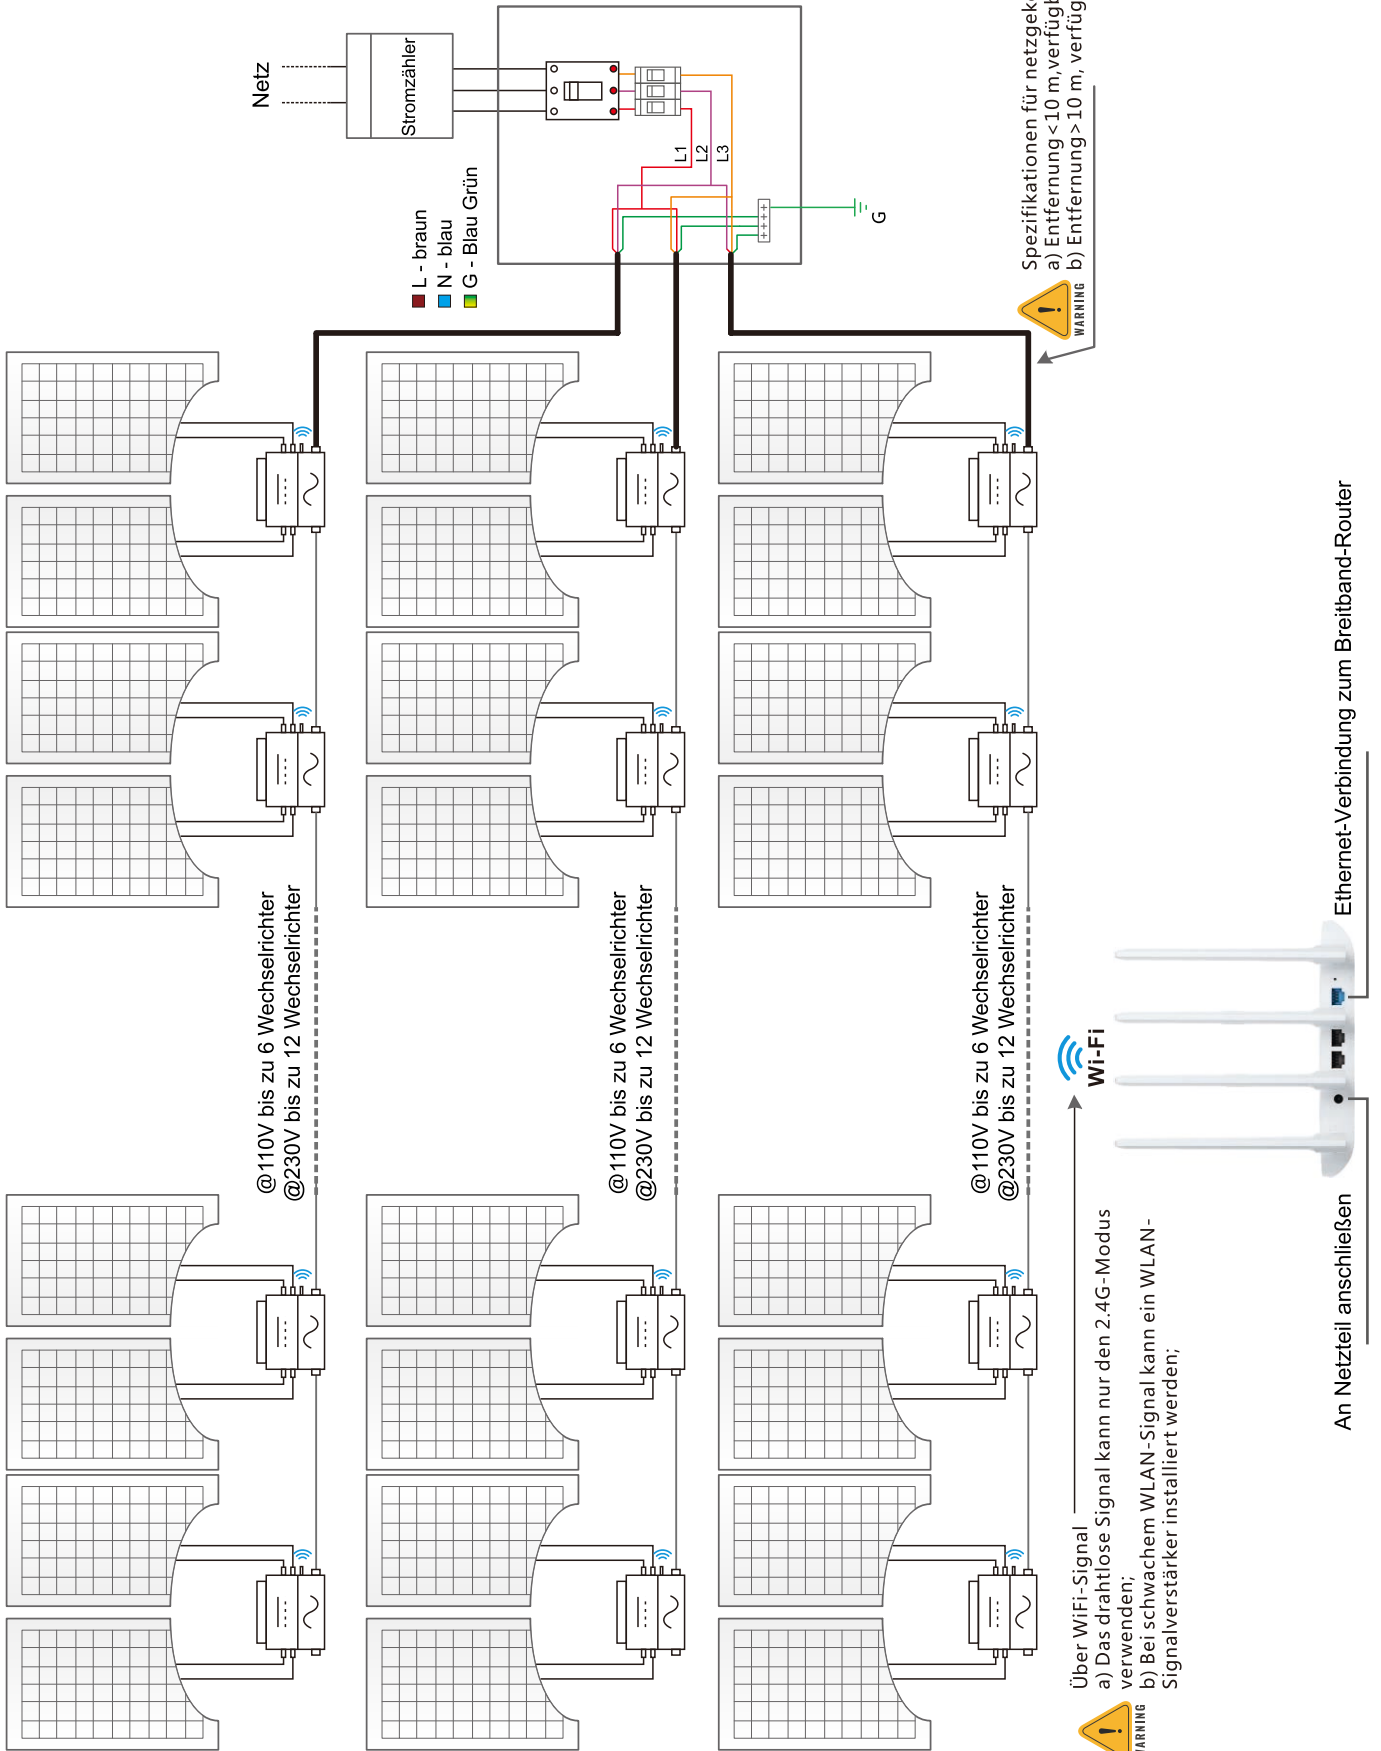 Netz
Stromzähler
L - braun
N - blau
G - Blau Grün
L1
L2
L3
G
@110V bis zu 6 Wechselrichter
@230V bis zu 12 Wechselrichter
@110V bis zu 6 Wechselrichter
@230V bis zu 12 Wechselrichter
@110V bis zu 6 Wechselrichter
@230V bis zu 12 Wechselrichter
WARNING
Spezifikationen für
a) Entfernung<10 m,
b) Entfernung>10 m,
WARNING
Über WiFi-Signal
a) Das drahtlose Signal kann nur den 2.4G-Modus
verwenden;
b) Bei schwachem WLAN-Signal kann ein WLAN-
Signalverstärker installiert werden;
Wi-Fi
An Netzteil anschließen
Ethernet-Verbindung zum Breitband-Router